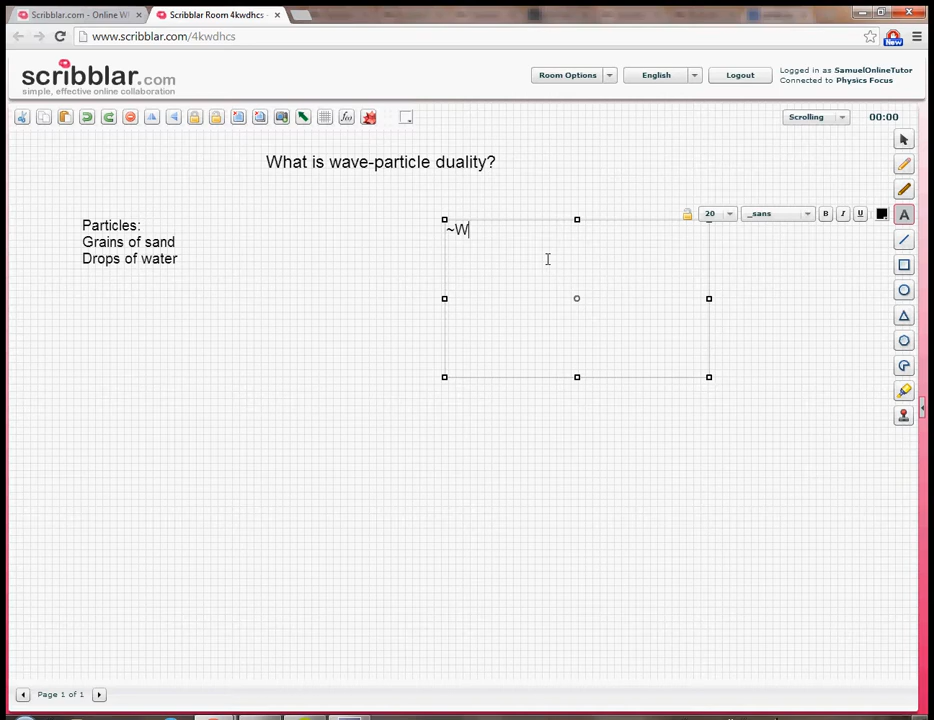 Scribblar.com - Online W
Scribblar Room 4kwdhcs -
www.scribblar.com/4kwdhcs
New
scribblar.com
simple, effective online collaboration
Room Options
English
Logout
Logged in as SamuelOnlineTutor
Connected to Physics Focus
Scrolling
00:00
What is wave-particle duality?
20
_sans
B
I
U
A
Particles:
Grains of sand
Drops of water
~W
Page 1 of 1